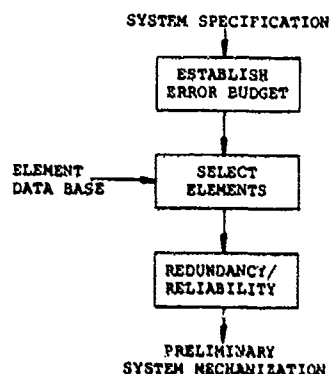 SYSTEM SPECIFICATION
ESTABLISH
ERROR BUDGET
ELEMENT
DATA BASE
SELECT
ELEMENTS
REDUNDANCY/
RELIABILITY
PRELIMINARY
SYSTEM MECHANIZATION